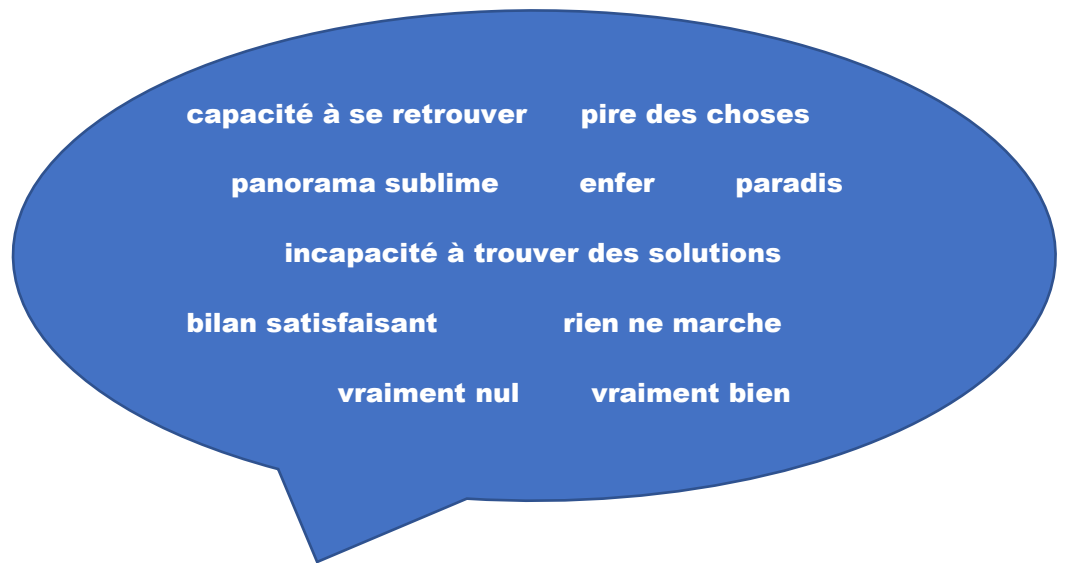 capacité à se retrouver pire des choses
panorama sublime enfer paradis
incapacité à trouver des solutions
bilan satisfaisant rien ne marche
vraiment nul vraiment bien